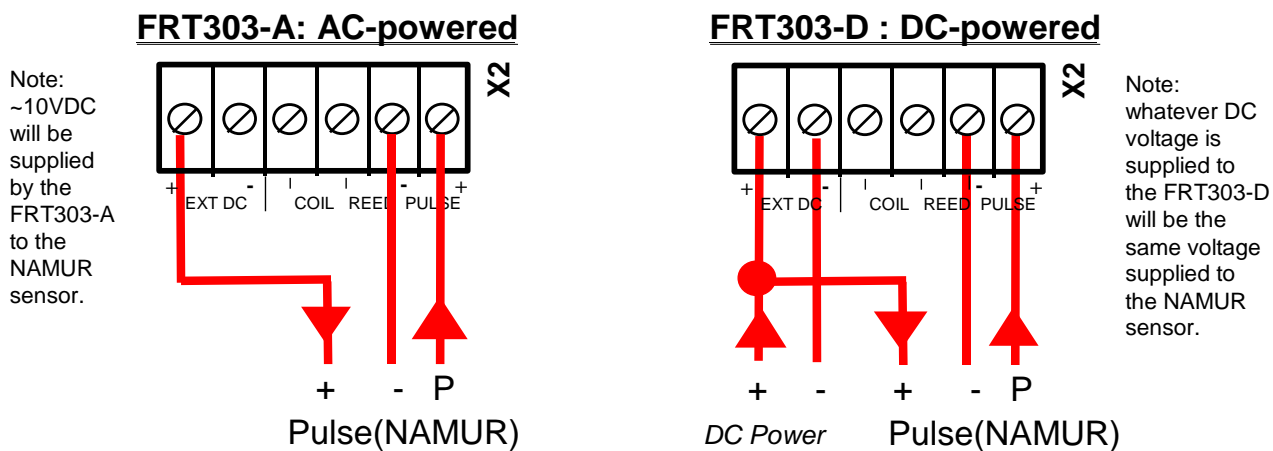 FRT303-A: AC-powered
X2
Note:
~10VDC
will be
supplied
by the
FRT303-A
to the
NAMUR
sensor.
+ - - +
EXT DC COIL REED PULSE
+ - P
Pulse(NAMUR)
FRT303-D : DC-powered
X2
Note:
whatever DC
voltage is
supplied to
the FRT303-D
will be the
same voltage
supplied to
the NAMUR
sensor.
+ - - +
EXT DC COIL REED PULSE
+ - + - P
DC Power Pulse(NAMUR)